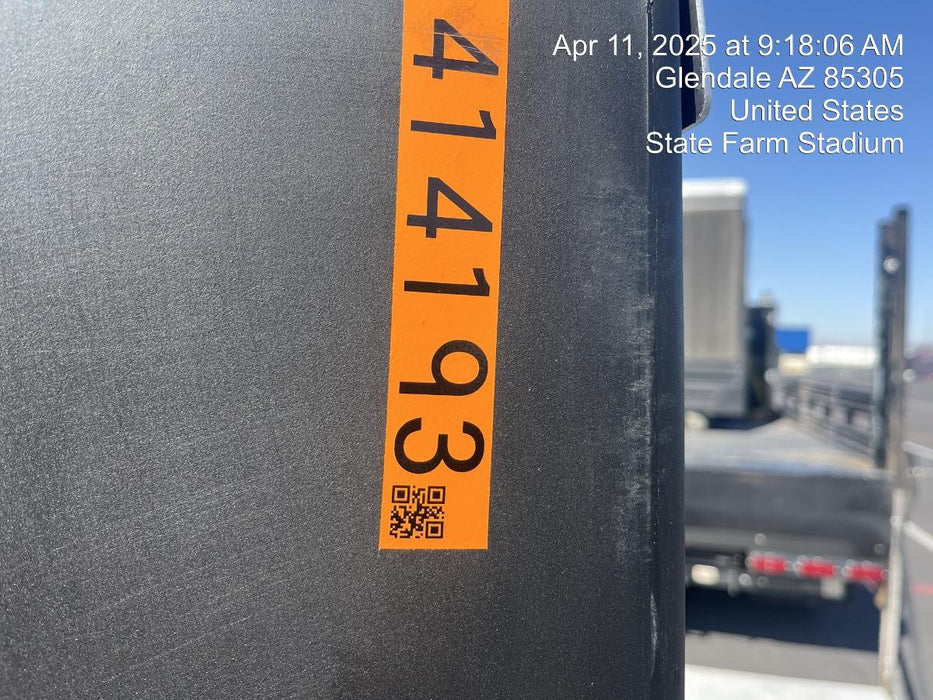 Apr 11, 2025 at 9:18:06 AM
Glendale AZ 85305
United States
State Farm Stadium
414193